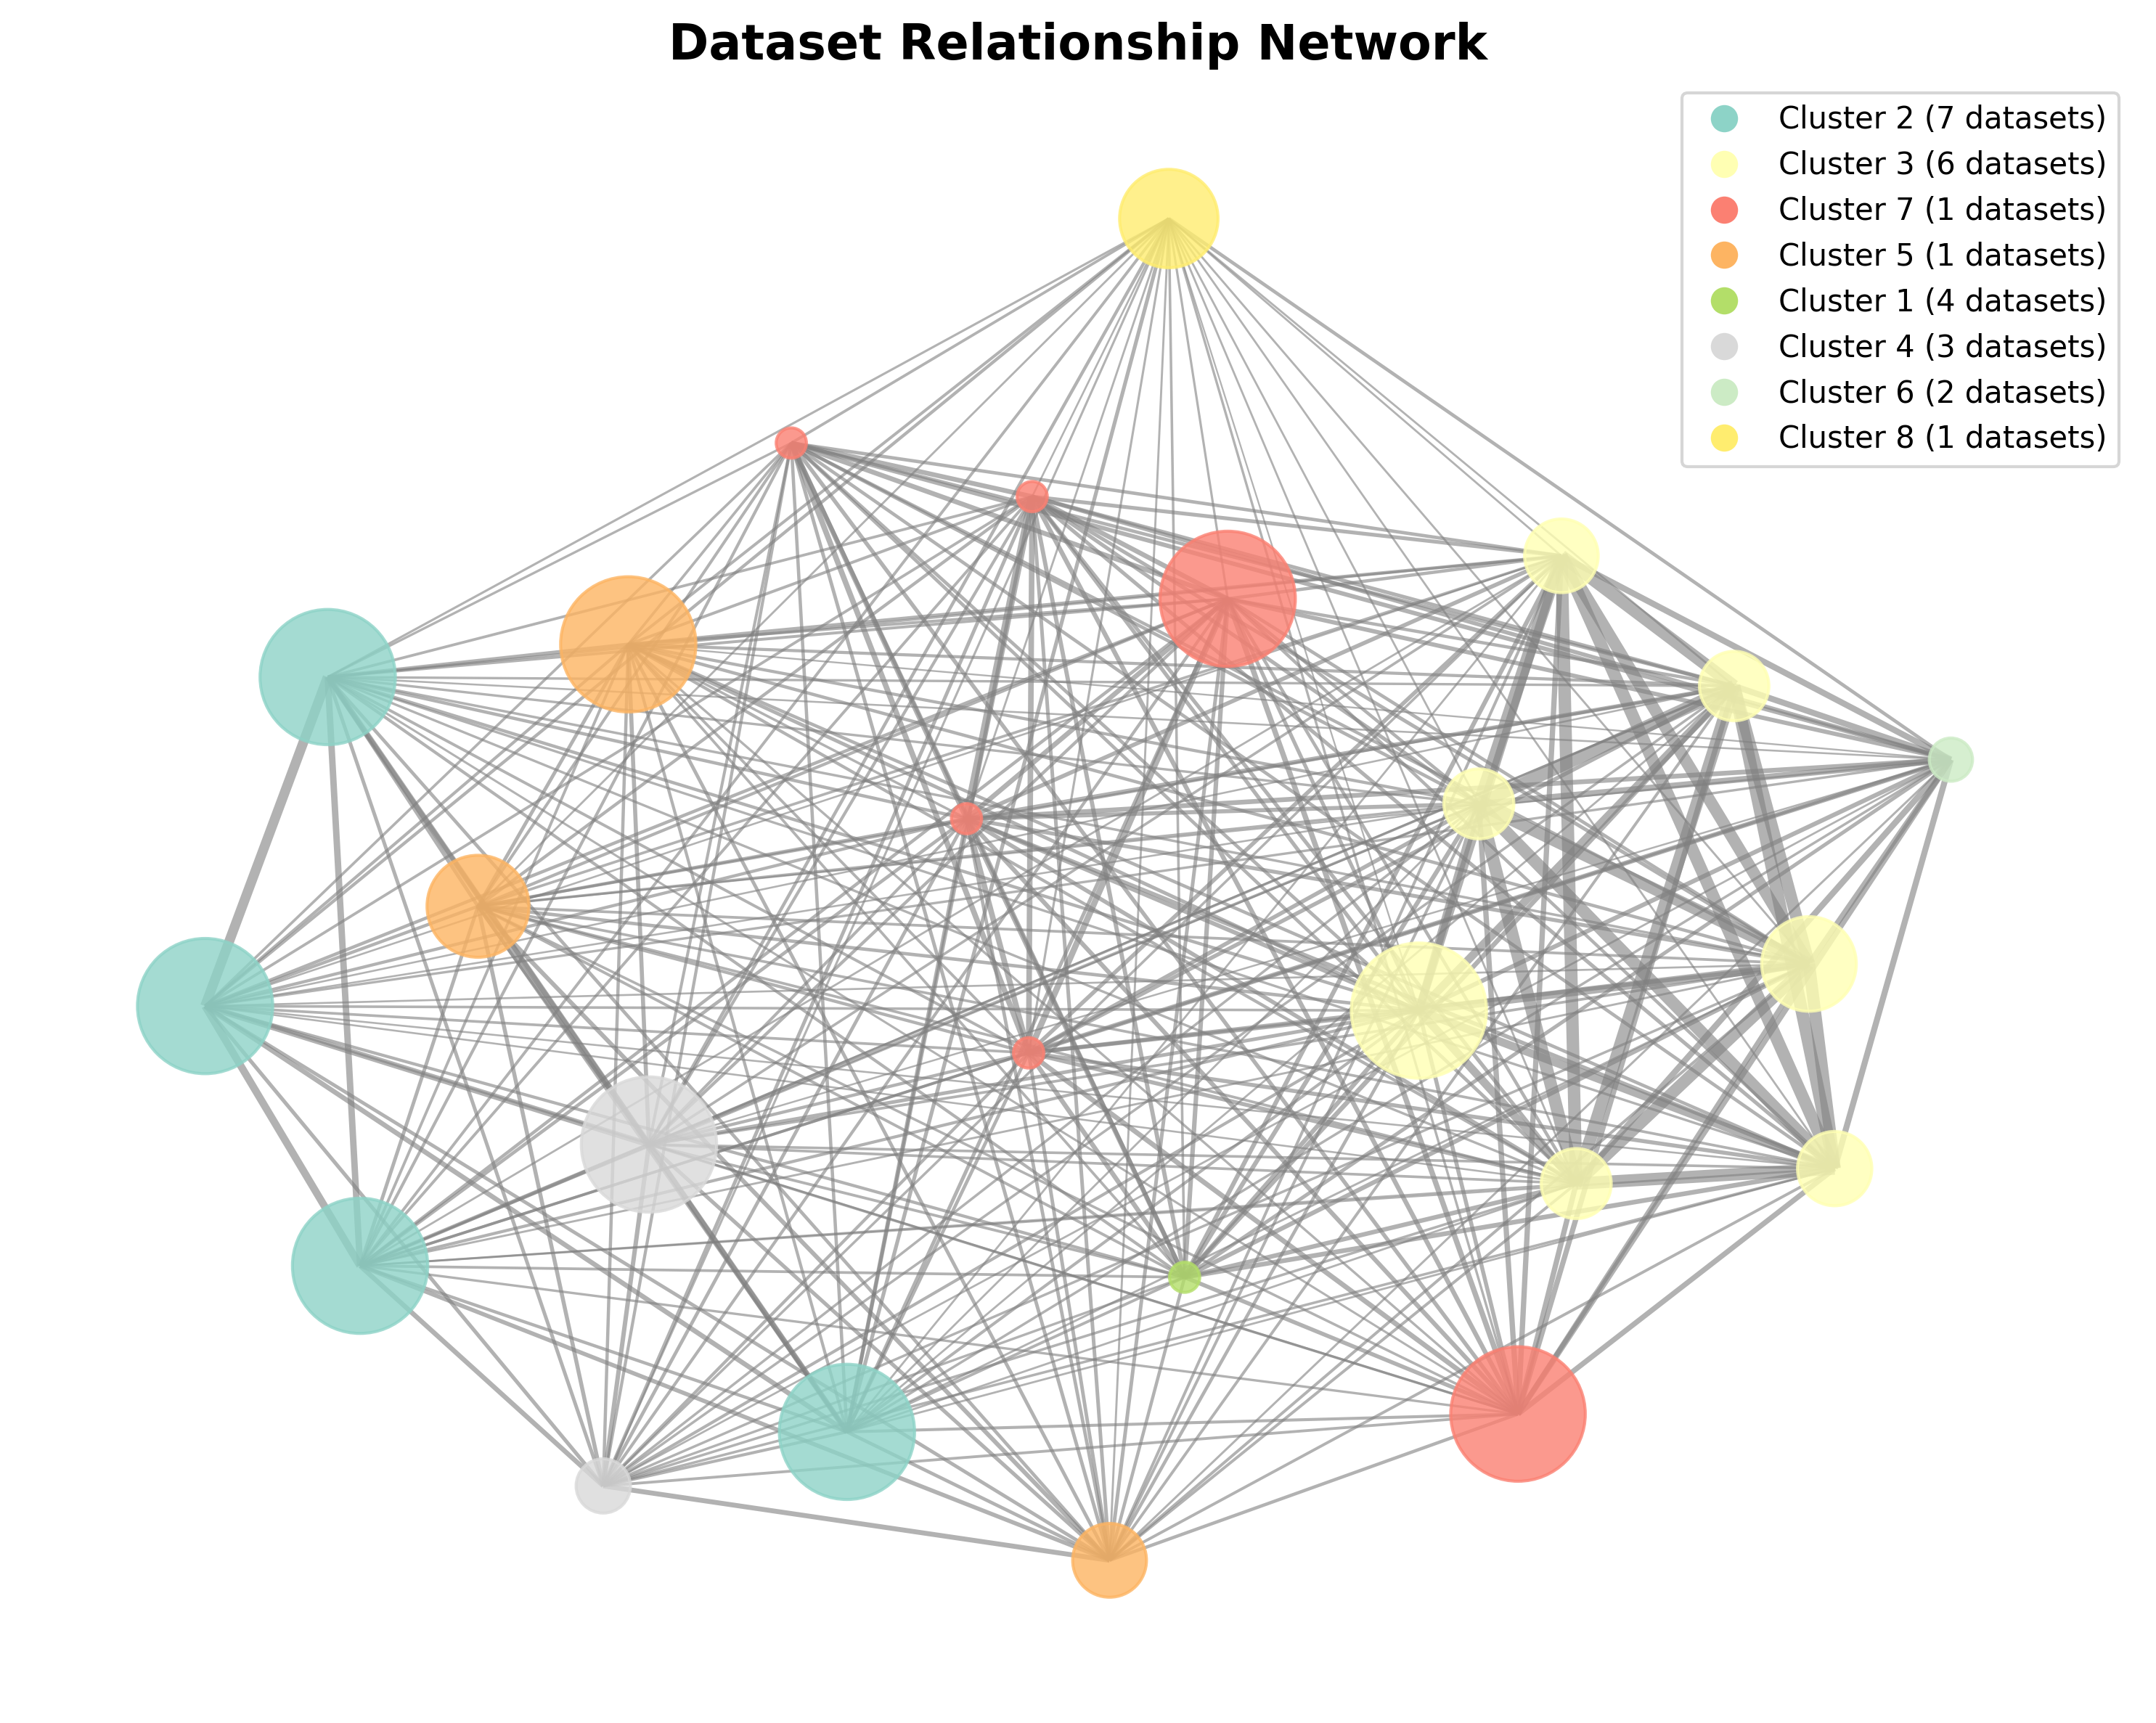 Dataset Relationship Network
Cluster 2 (7 datasets)
Cluster 3 (6 datasets)
Cluster 7 (1 datasets)
Cluster 5 (1 datasets)
Cluster 1 (4 datasets)
Cluster 4 (3 datasets)
Cluster 6 (2 datasets)
Cluster 8 (1 datasets)